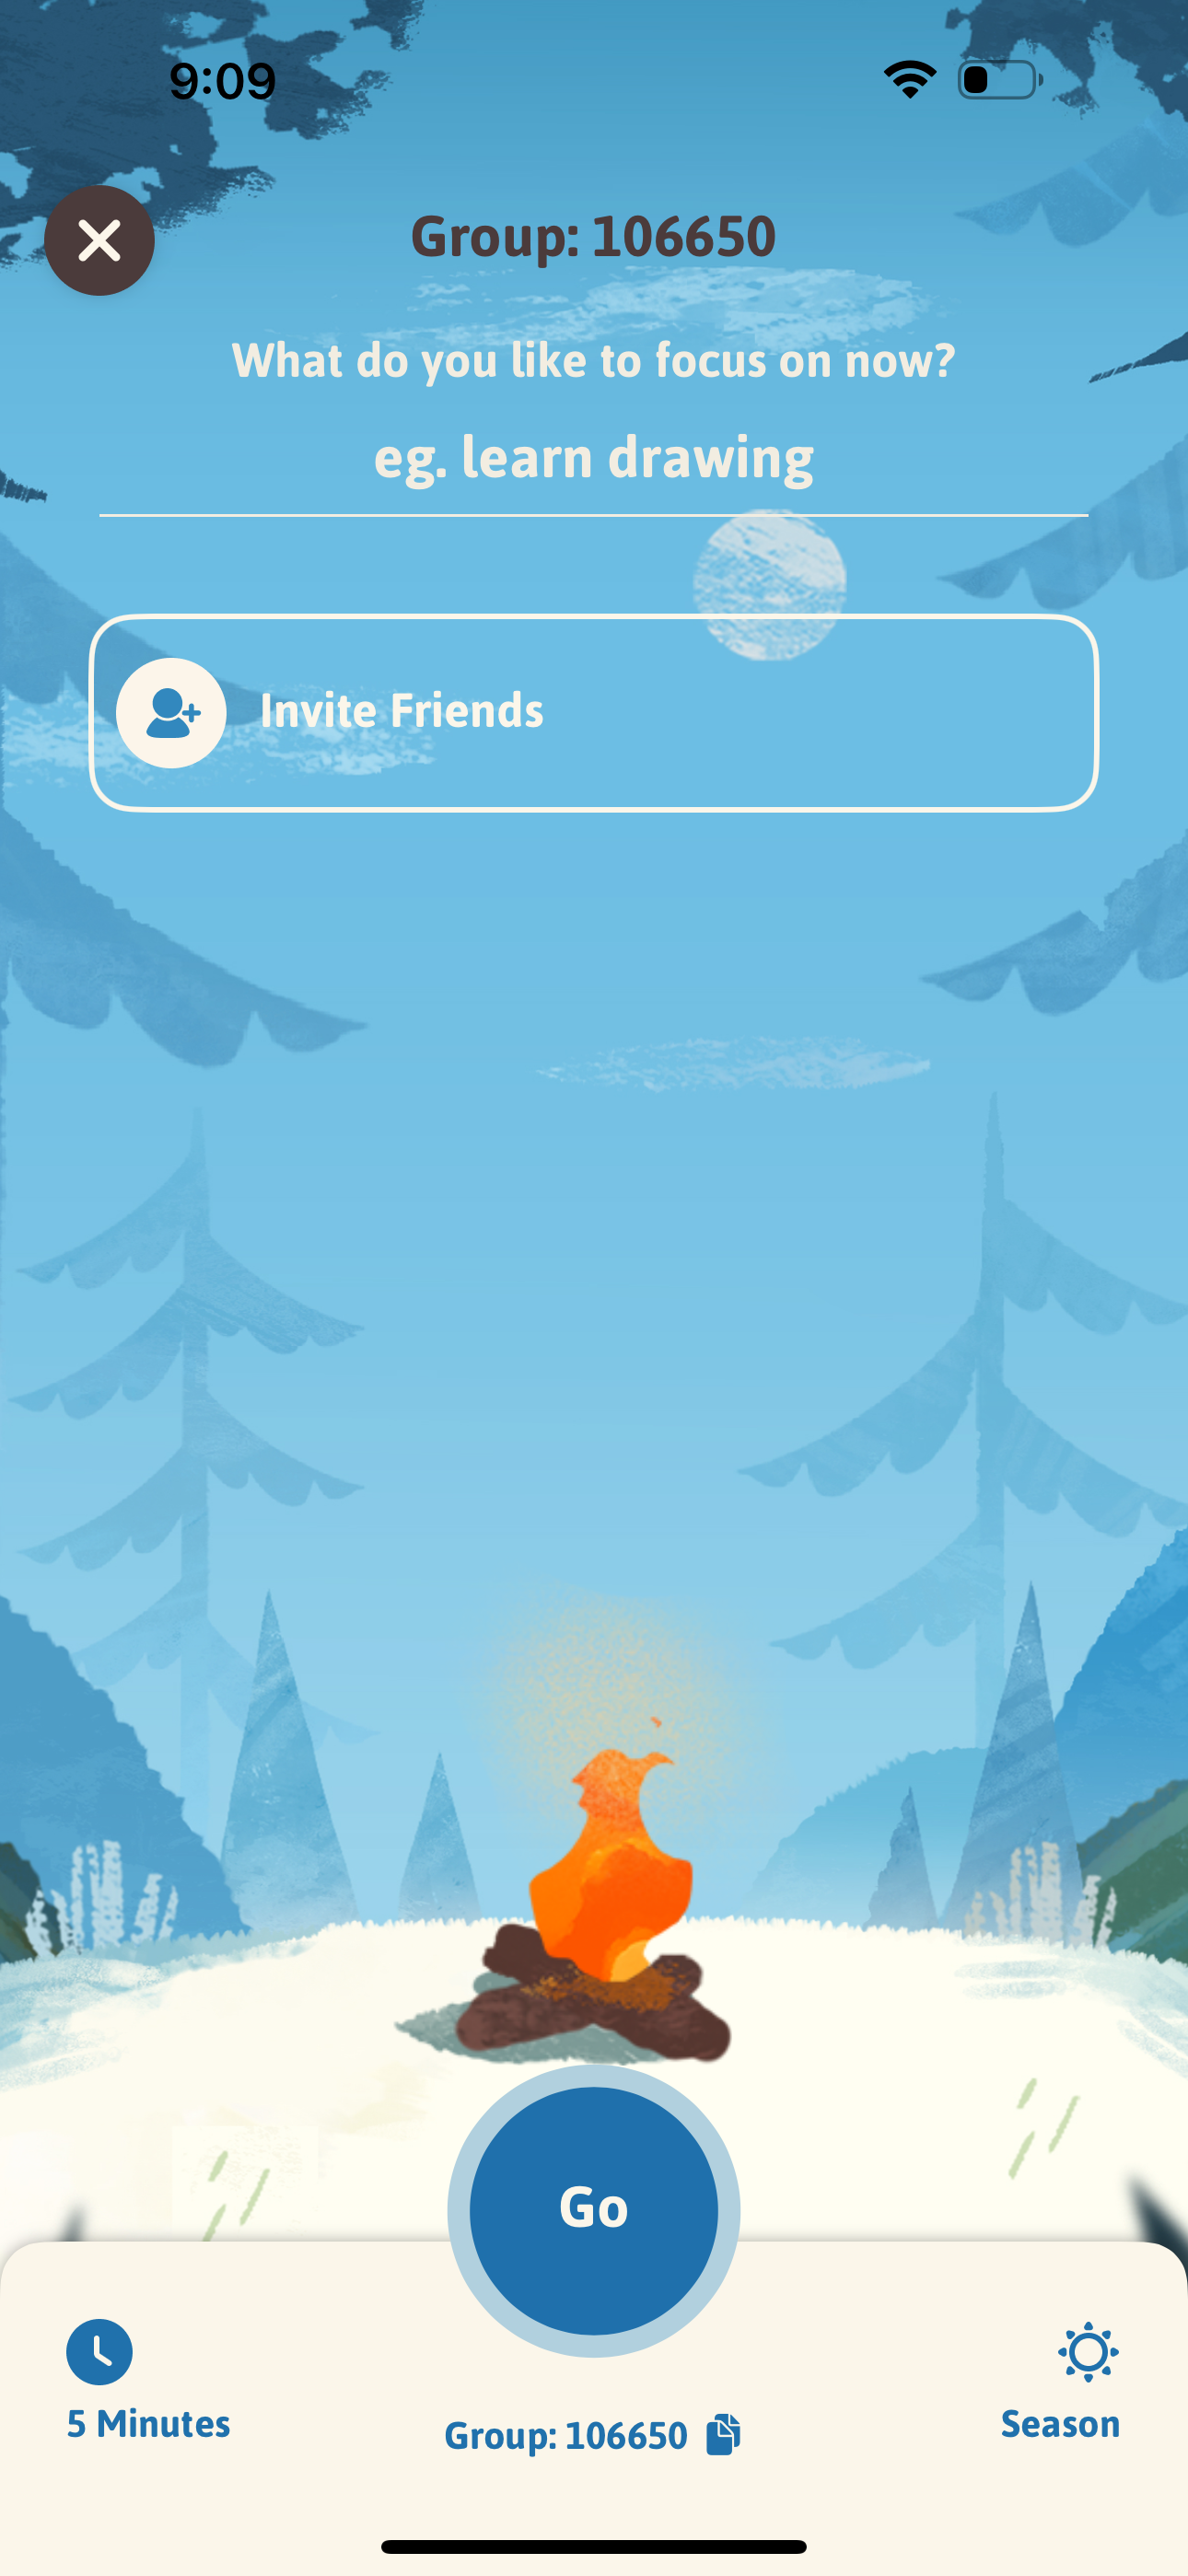 9:09
Group: 106650
What do you like to focus on now?
eg. learn drawing
Invite Friends
Go
5 Minutes
Group: 106650
Season